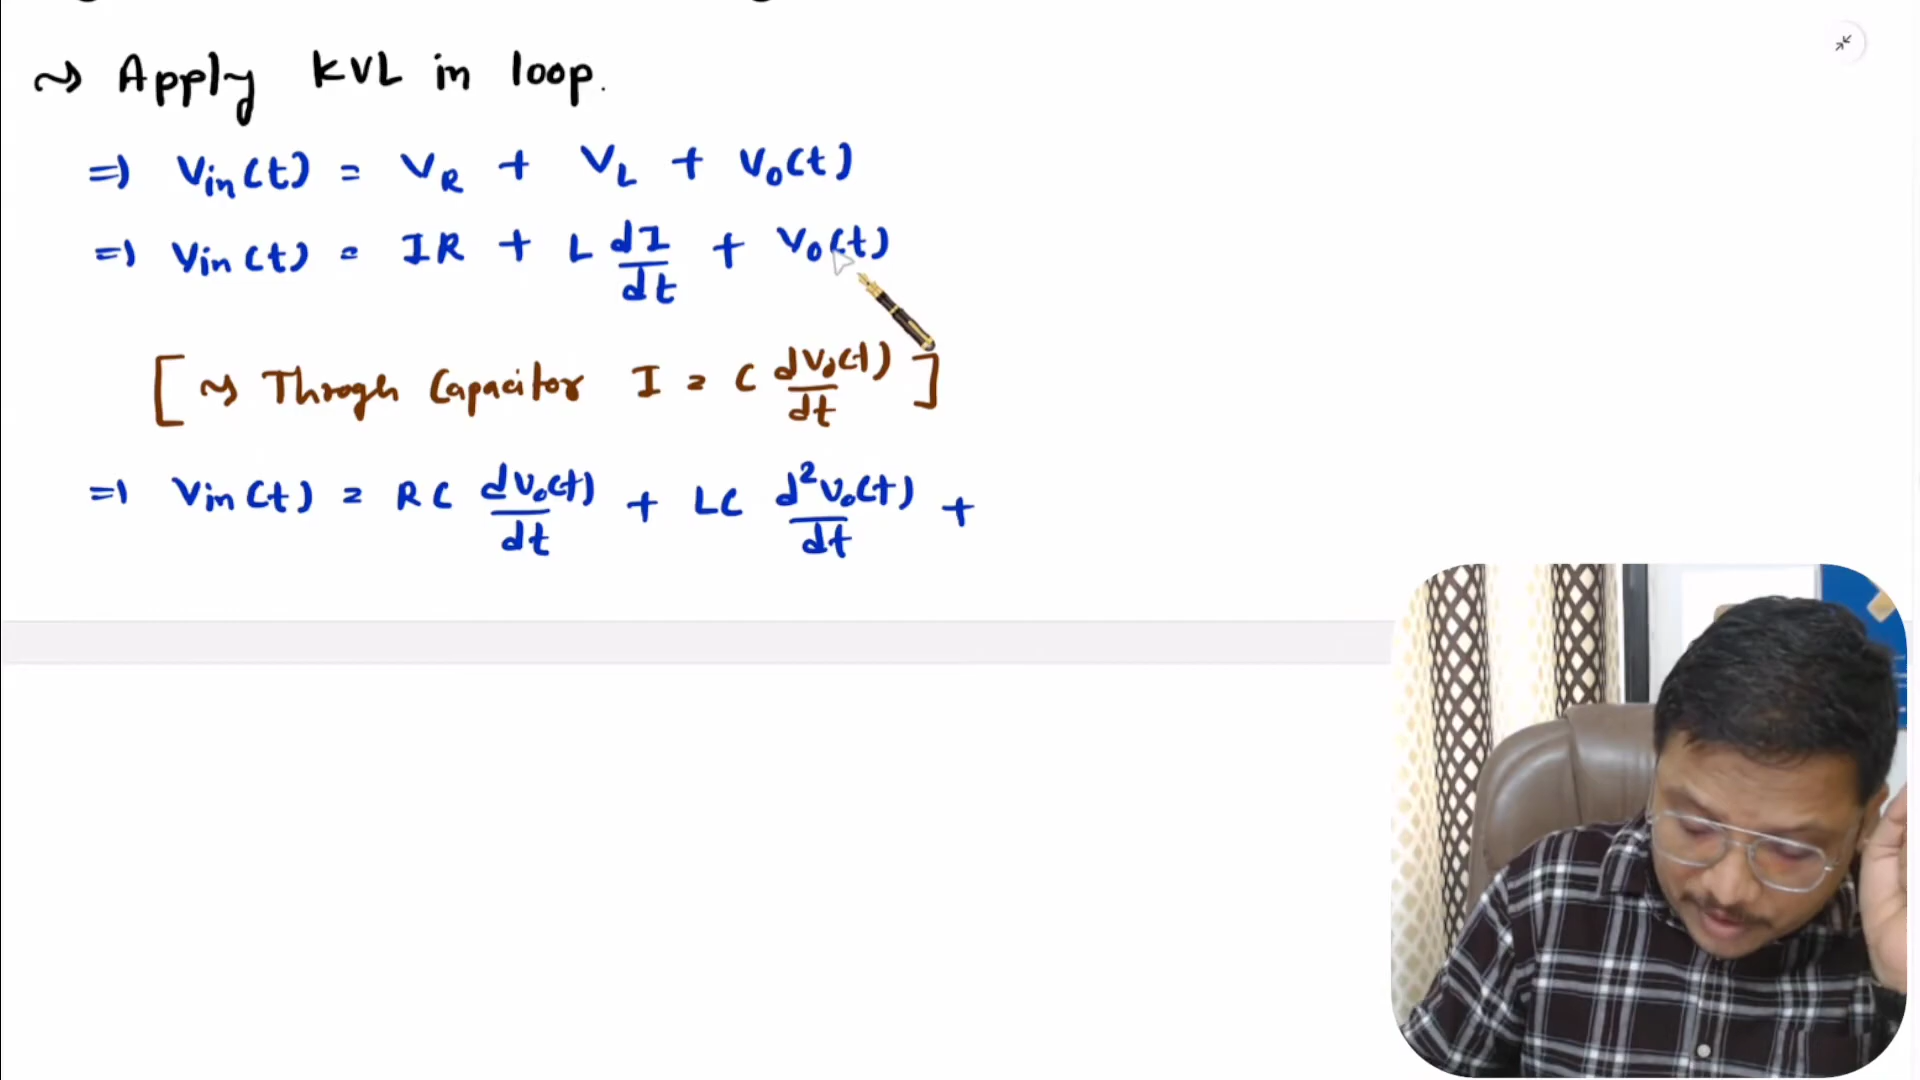 ~> Apply KVL in loop.
=> Vin(t) = VR + VL + Vo(t)
=> Vin(t) = IR + L dI/dt + Vo(t)
[ ~> Throgh Capacitor I = C dVo(t)/dt ]
=> Vin(t) = RC dVo(t)/dt + LC d²Vo(t)/dt +